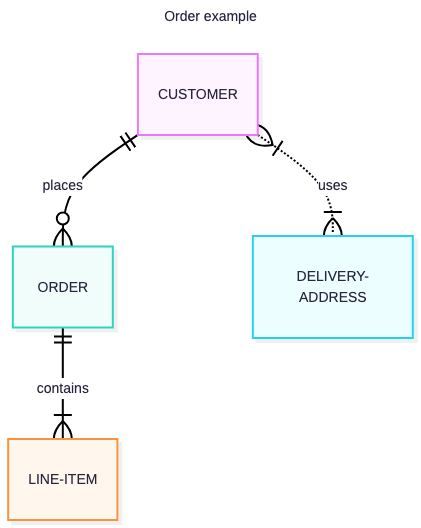 Order example
CUSTOMER
places
uses
ORDER
DELIVERY-
ADDRESS
contains
LINE-ITEM